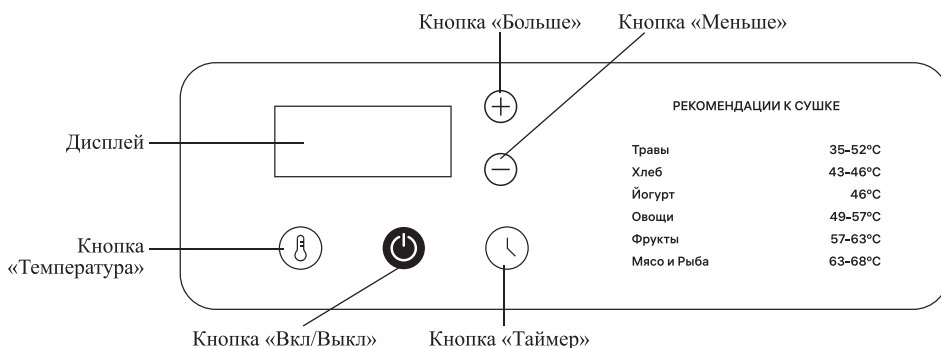 Кнопка «Больше»
Кнопка «Меньше»
РЕКОМЕНДАЦИИ К СУШКЕ
Дисплей
Травы 35-52°C
Хлеб 43-46°C
Йогурт 46°C
Овощи 49-57°C
Фрукты 57-63°C
Мясо и Рыба 63-68°C
Кнопка
«Температура»
Кнопка «Вкл/Выкл»
Кнопка «Таймер»